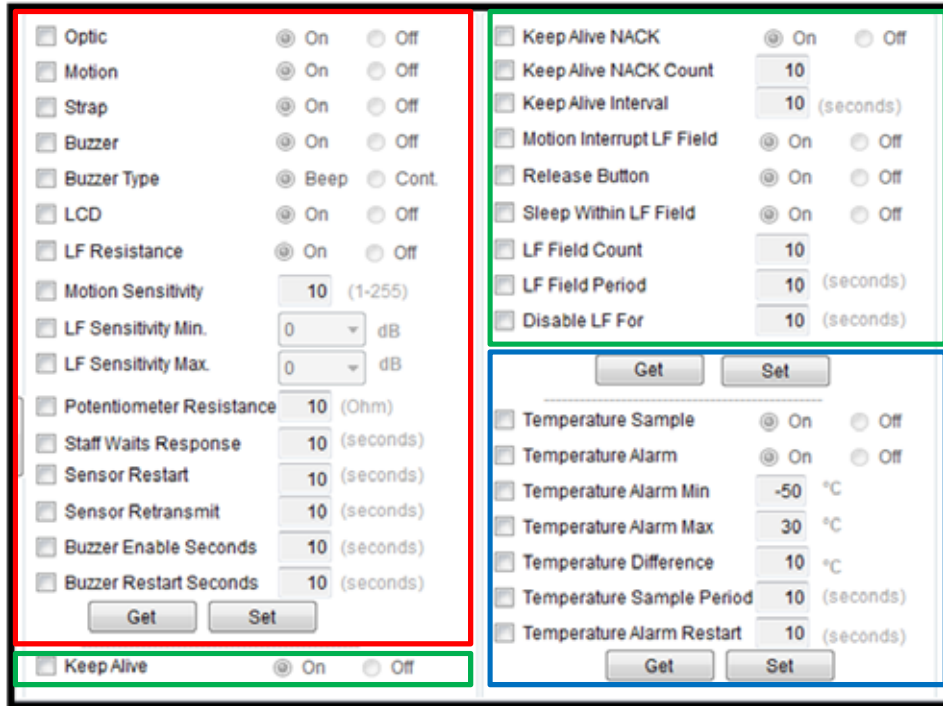 Optic On Off
Motion On Off
Strap On Off
Buzzer On Off
Buzzer Type Beep Cont.
LCD On Off
LF Resistance On Off
Motion Sensitivity 10 (1-255)
LF Sensitivity Min. 0 dB
LF Sensitivity Max. 0 dB
Potentiometer Resistance 10 (Ohm)
Staff Waits Response 10 (seconds)
Sensor Restart 10 (seconds)
Sensor Retransmit 10 (seconds)
Buzzer Enable Seconds 10 (seconds)
Buzzer Restart Seconds 10 (seconds)
Get Set
Keep Alive On Off
Keep Alive NACK On Off
Keep Alive NACK Count 10
Keep Alive Interval 10 (seconds)
Motion Interrupt LF Field On Off
Release Button On Off
Sleep Within LF Field On Off
LF Field Count 10
LF Field Period 10 (seconds)
Disable LF For 10 (seconds)
Get Set
Temperature Sample On Off
Temperature Alarm On Off
Temperature Alarm Min -50 °C
Temperature Alarm Max 30 °C
Temperature Difference 10 °C
Temperature Sample Period 10 (seconds)
Temperature Alarm Restart 10 (seconds)
Get Set